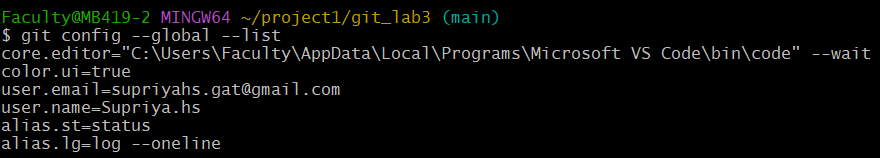 Faculty@MB419-2 MINGW64 ~/project1/git_lab3 (main)
$ git config --global --list
core.editor="C:\Users\Faculty\AppData\Local\Programs\Microsoft VS Code\bin\code" --wait
color.ui=true
user.email=supriyahs.gat@gmail.com
user.name=Supriya.hs
alias.st=status
alias.lg=log --oneline